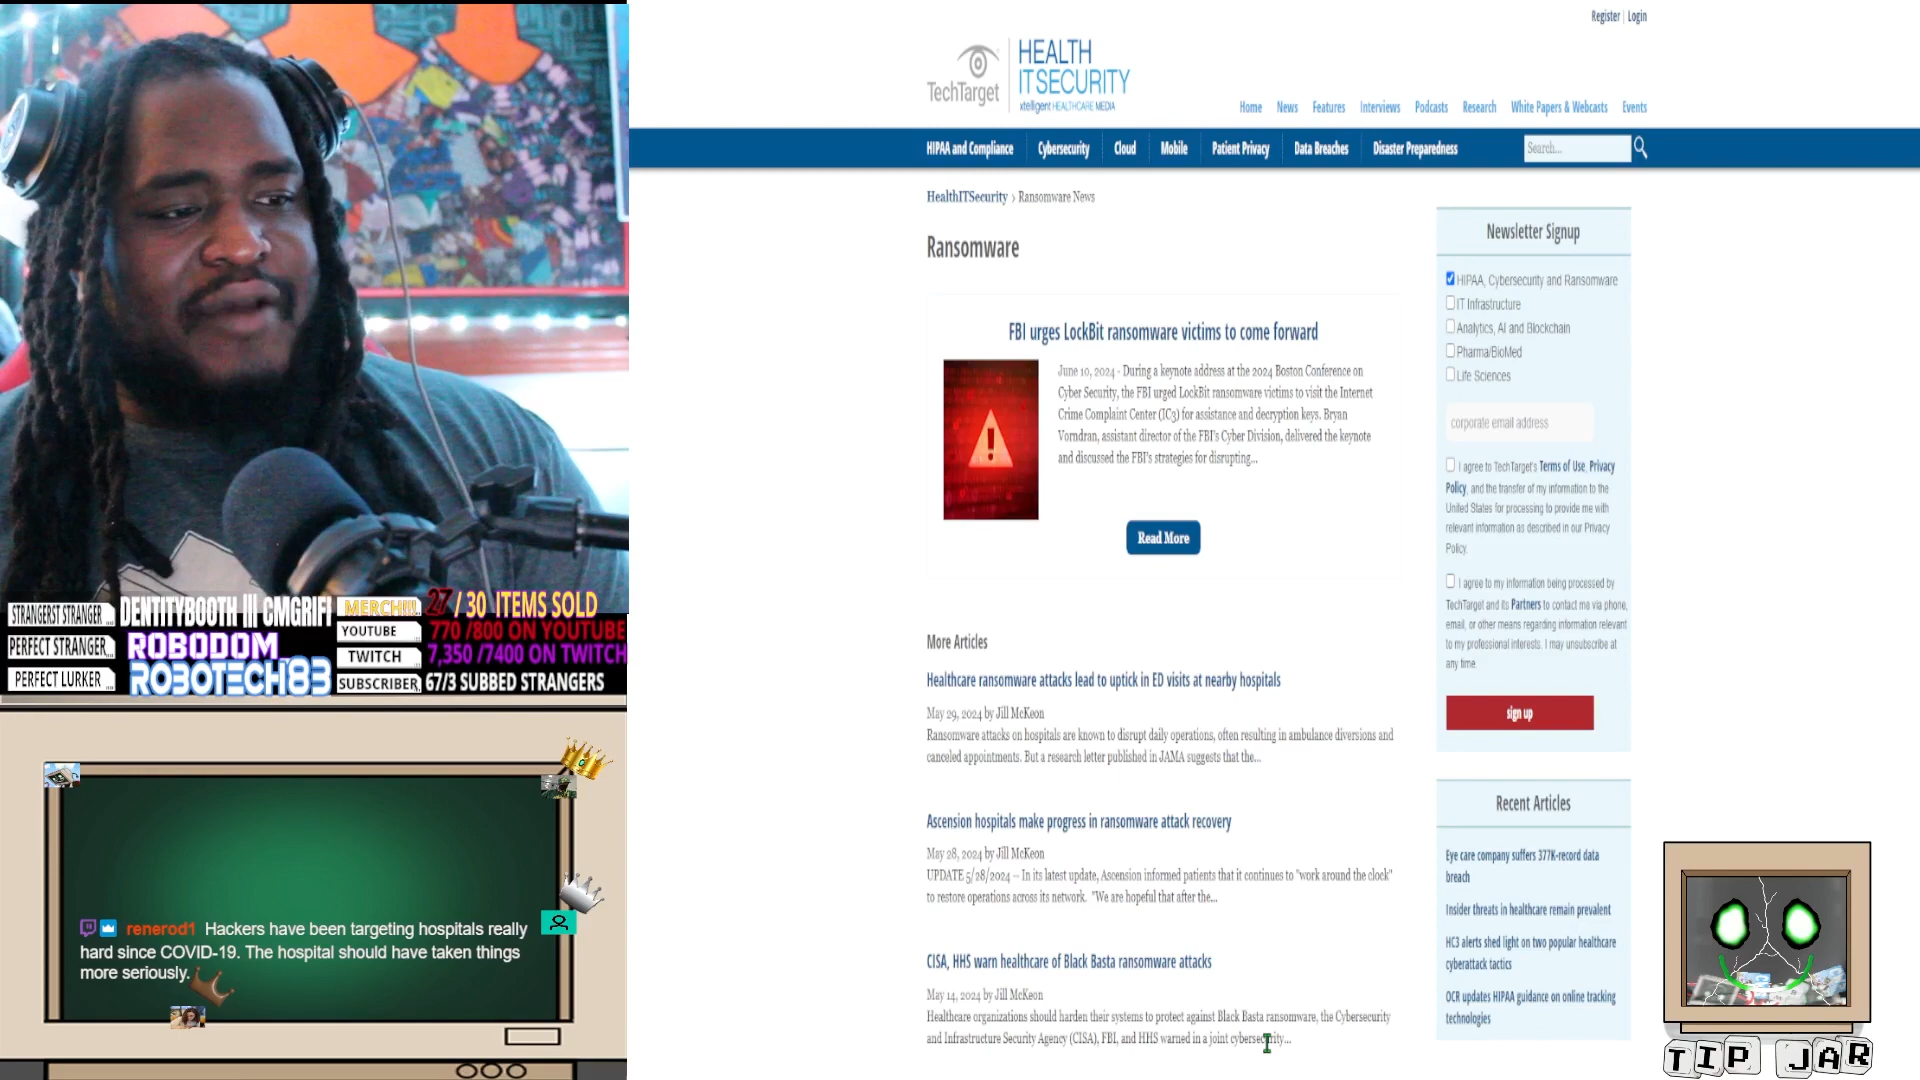 Register | Login
TechTarget
HEALTH
ITSECURITY
xtelligent HEALTHCARE MEDIA
Home News Features Interviews Podcasts Research White Papers & Webcasts Events
HIPAA and Compliance Cybersecurity Cloud Mobile Patient Privacy Data Breaches Disaster Preparedness Search...
HealthITSecurity › Ransomware News
Ransomware
FBI urges LockBit ransomware victims to come forward
June 10, 2024 - During a keynote address at the 2024 Boston Conference on
Cyber Security, the FBI urged LockBit ransomware victims to visit the Internet
Crime Complaint Center (IC3) for assistance and decryption keys. Bryan
Vorndran, assistant director of the FBI's Cyber Division, delivered the keynote
and discussed the FBI's strategies for disrupting...
Read More
More Articles
Healthcare ransomware attacks lead to uptick in ED visits at nearby hospitals
May 29, 2024 by Jill McKeon
Ransomware attacks on hospitals are known to disrupt daily operations, often resulting in ambulance diversions and
canceled appointments. But a research letter published in JAMA suggests that the...
Ascension hospitals make progress in ransomware attack recovery
May 28, 2024 by Jill McKeon
UPDATE 5/28/2024 – In its latest update, Ascension informed patients that it continues to "work around the clock"
to restore operations across its network. "We are hopeful that after the...
CISA, HHS warn healthcare of Black Basta ransomware attacks
May 14, 2024 by Jill McKeon
Healthcare organizations should harden their systems to protect against Black Basta ransomware, the Cybersecurity
and Infrastructure Security Agency (CISA), FBI, and HHS warned in a joint cybersecurity...
Newsletter Signup
HIPAA, Cybersecurity and Ransomware
IT Infrastructure
Analytics, AI and Blockchain
Pharma/BioMed
Life Sciences
corporate email address
I agree to TechTarget's Terms of Use, Privacy
Policy, and the transfer of my information to the
United States for processing to provide me with
relevant information as described in our Privacy
Policy.
I agree to my information being processed by
TechTarget and its Partners to contact me via phone,
email, or other means regarding information relevant
to my professional interests. I may unsubscribe at
any time.
sign up
Recent Articles
Eye care company suffers 377K-record data
breach
Insider threats in healthcare remain prevalent
HC3 alerts shed light on two popular healthcare
cyberattack tactics
OCR updates HIPAA guidance on online tracking
technologies
STRANGERST STRANGER DENTITYBOOTH ||| CMGRIFI
PERFECT STRANGER ROBODOM_
PERFECT LURKER ROBOTECH83
MERCH!!! 27 / 30 ITEMS SOLD
YOUTUBE 770 /800 ON YOUTUBE
TWITCH 7,350 /7400 ON TWITCH
SUBSCRIBER 67/3 SUBBED STRANGERS
renerod1 Hackers have been targeting hospitals really
hard since COVID-19. The hospital should have taken things
more seriously.
TIP JAR